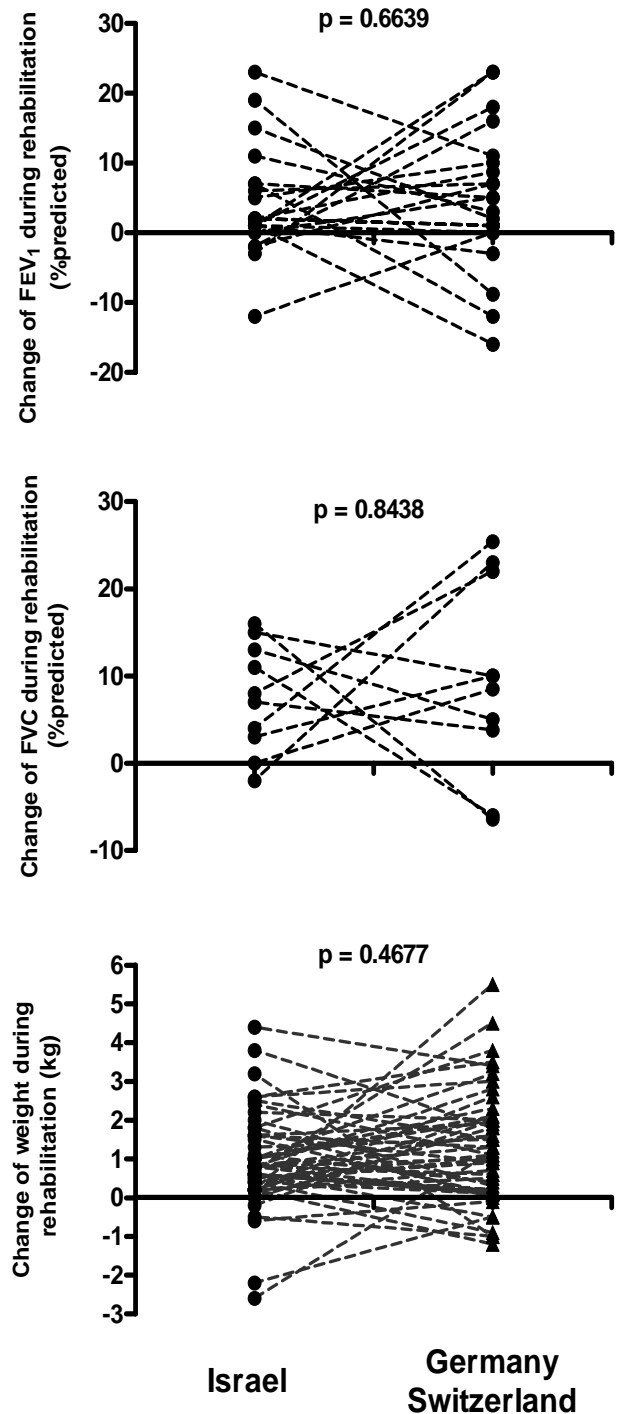 p = 0.6639
Change of FEV₁ during rehabilitation
(%predicted)
30
20
10
0
-10
-20
p = 0.8438
Change of FVC during rehabilitation
(%predicted)
30
20
10
0
-10
p = 0.4677
Change of weight during
rehabilitation (kg)
6
5
4
3
2
1
0
-1
-2
-3
Israel
Germany
Switzerland